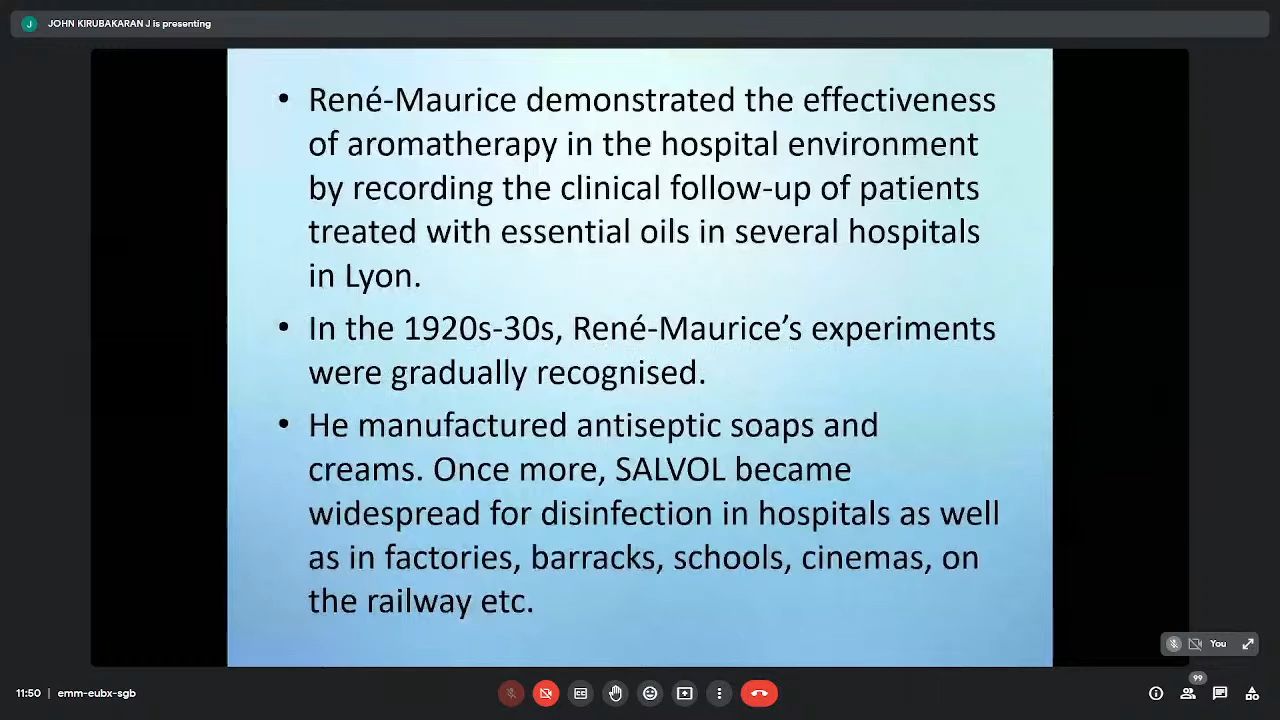 J JOHN KIRUBAKARAN J is presenting
• René-Maurice demonstrated the effectiveness
of aromatherapy in the hospital environment
by recording the clinical follow-up of patients
treated with essential oils in several hospitals
in Lyon.
• In the 1920s-30s, René-Maurice’s experiments
were gradually recognised.
• He manufactured antiseptic soaps and
creams. Once more, SALVOL became
widespread for disinfection in hospitals as well
as in factories, barracks, schools, cinemas, on
the railway etc.
You
99
11:50 | emm-eubx-sgb
CC